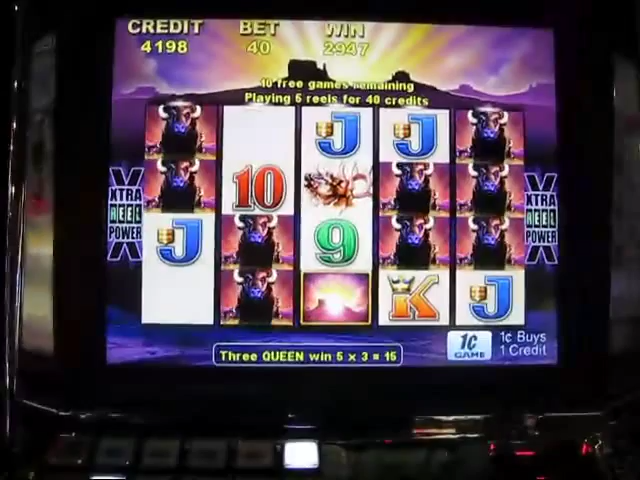 CREDIT BET WIN
4198 40 2947
10 free games remaining
Playing 5 reels for 40 credits
J J
XTRA REEL POWER
10
XTRA REEL POWER
J
9
K
J
1¢ GAME
1¢ Buys
1 Credit
Three QUEEN win 5 x 3 = 15